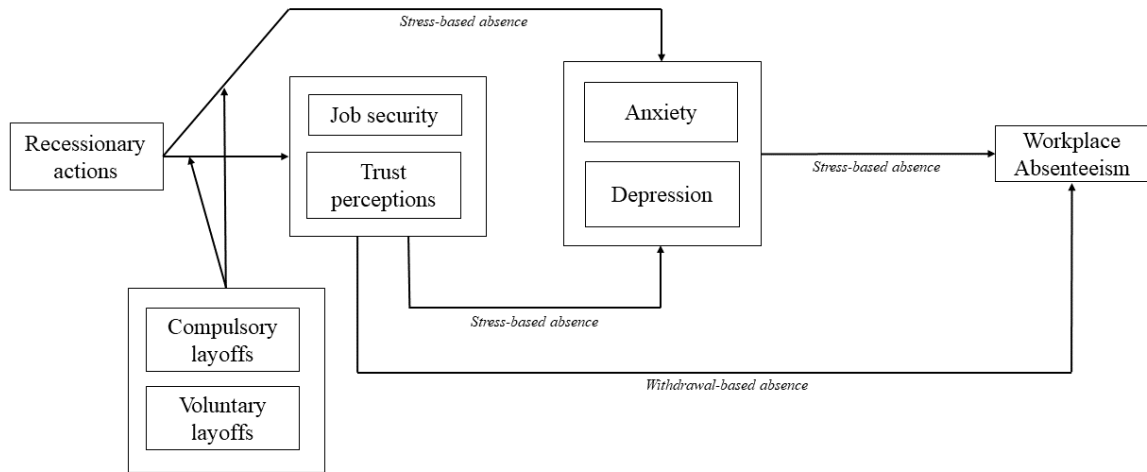 Stress-based absence
Job security
Anxiety
Recessionary
actions
Trust
perceptions
Workplace
Absenteeism
Stress-based absence
Depression
Stress-based absence
Compulsory
layoffs
Withdrawal-based absence
Voluntary
layoffs